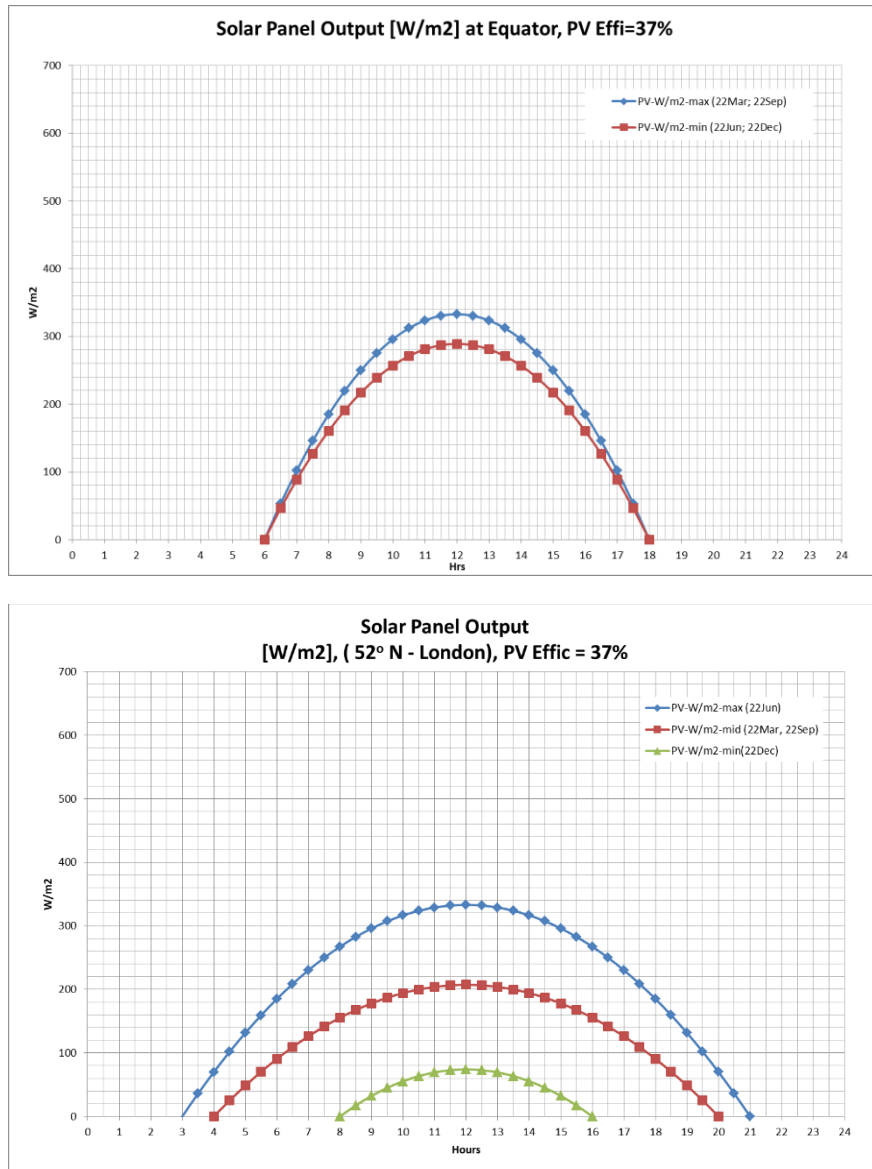 Solar Panel Output [W/m2] at Equator, PV Effi=37%
700
600
500
400
300
200
100
0
W/m2
PV-W/m2-max (22Mar; 22Sep)
PV-W/m2-min (22Jun; 22Dec)
0 1 2 3 4 5 6 7 8 9 10 11 12 13 14 15 16 17 18 19 20 21 22 23 24
Hrs
Solar Panel Output
[W/m2], ( 52° N - London), PV Effic = 37%
700
600
500
400
300
200
100
0
W/m2
PV-W/m2-max (22Jun)
PV-W/m2-mid (22Mar, 22Sep)
PV-W/m2-min(22Dec)
0 1 2 3 4 5 6 7 8 9 10 11 12 13 14 15 16 17 18 19 20 21 22 23 24
Hours